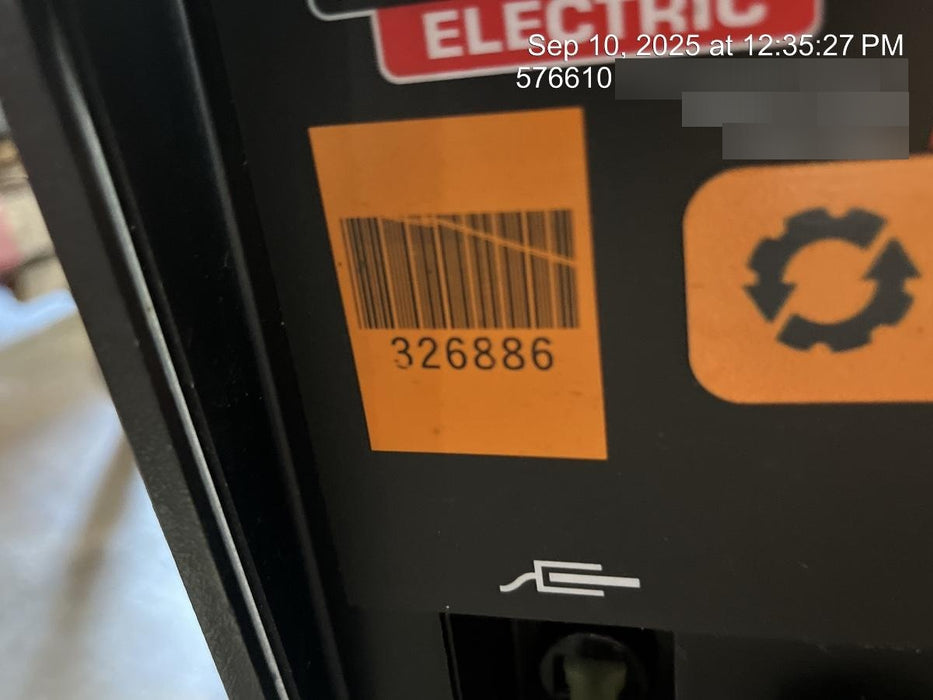 ELECTRIC
Sep 10, 2025 at 12:35:27 PM
576610
326886